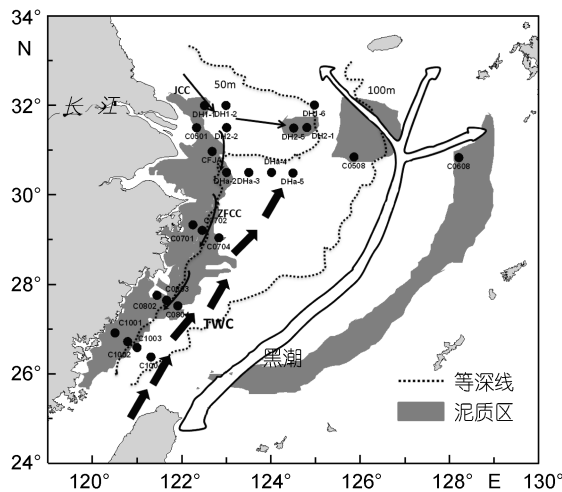 34°
N
32°
30°
28°
26°
24°
120°
122°
124°
126°
128°
E
130°
长江
JCC
50m
100m
DH1-1
DH1-2
DH1-6
C0501
DH2-2
DH2-5
DH2-1
CFJA
DHa-4
DHa-2
DHa-3
DHa-5
C0508
C0608
ZFCC
C0702
C0701
C0704
C0803
C0802
C0804
TWC
C1001
C1003
C1002
黑潮
等深线
泥质区